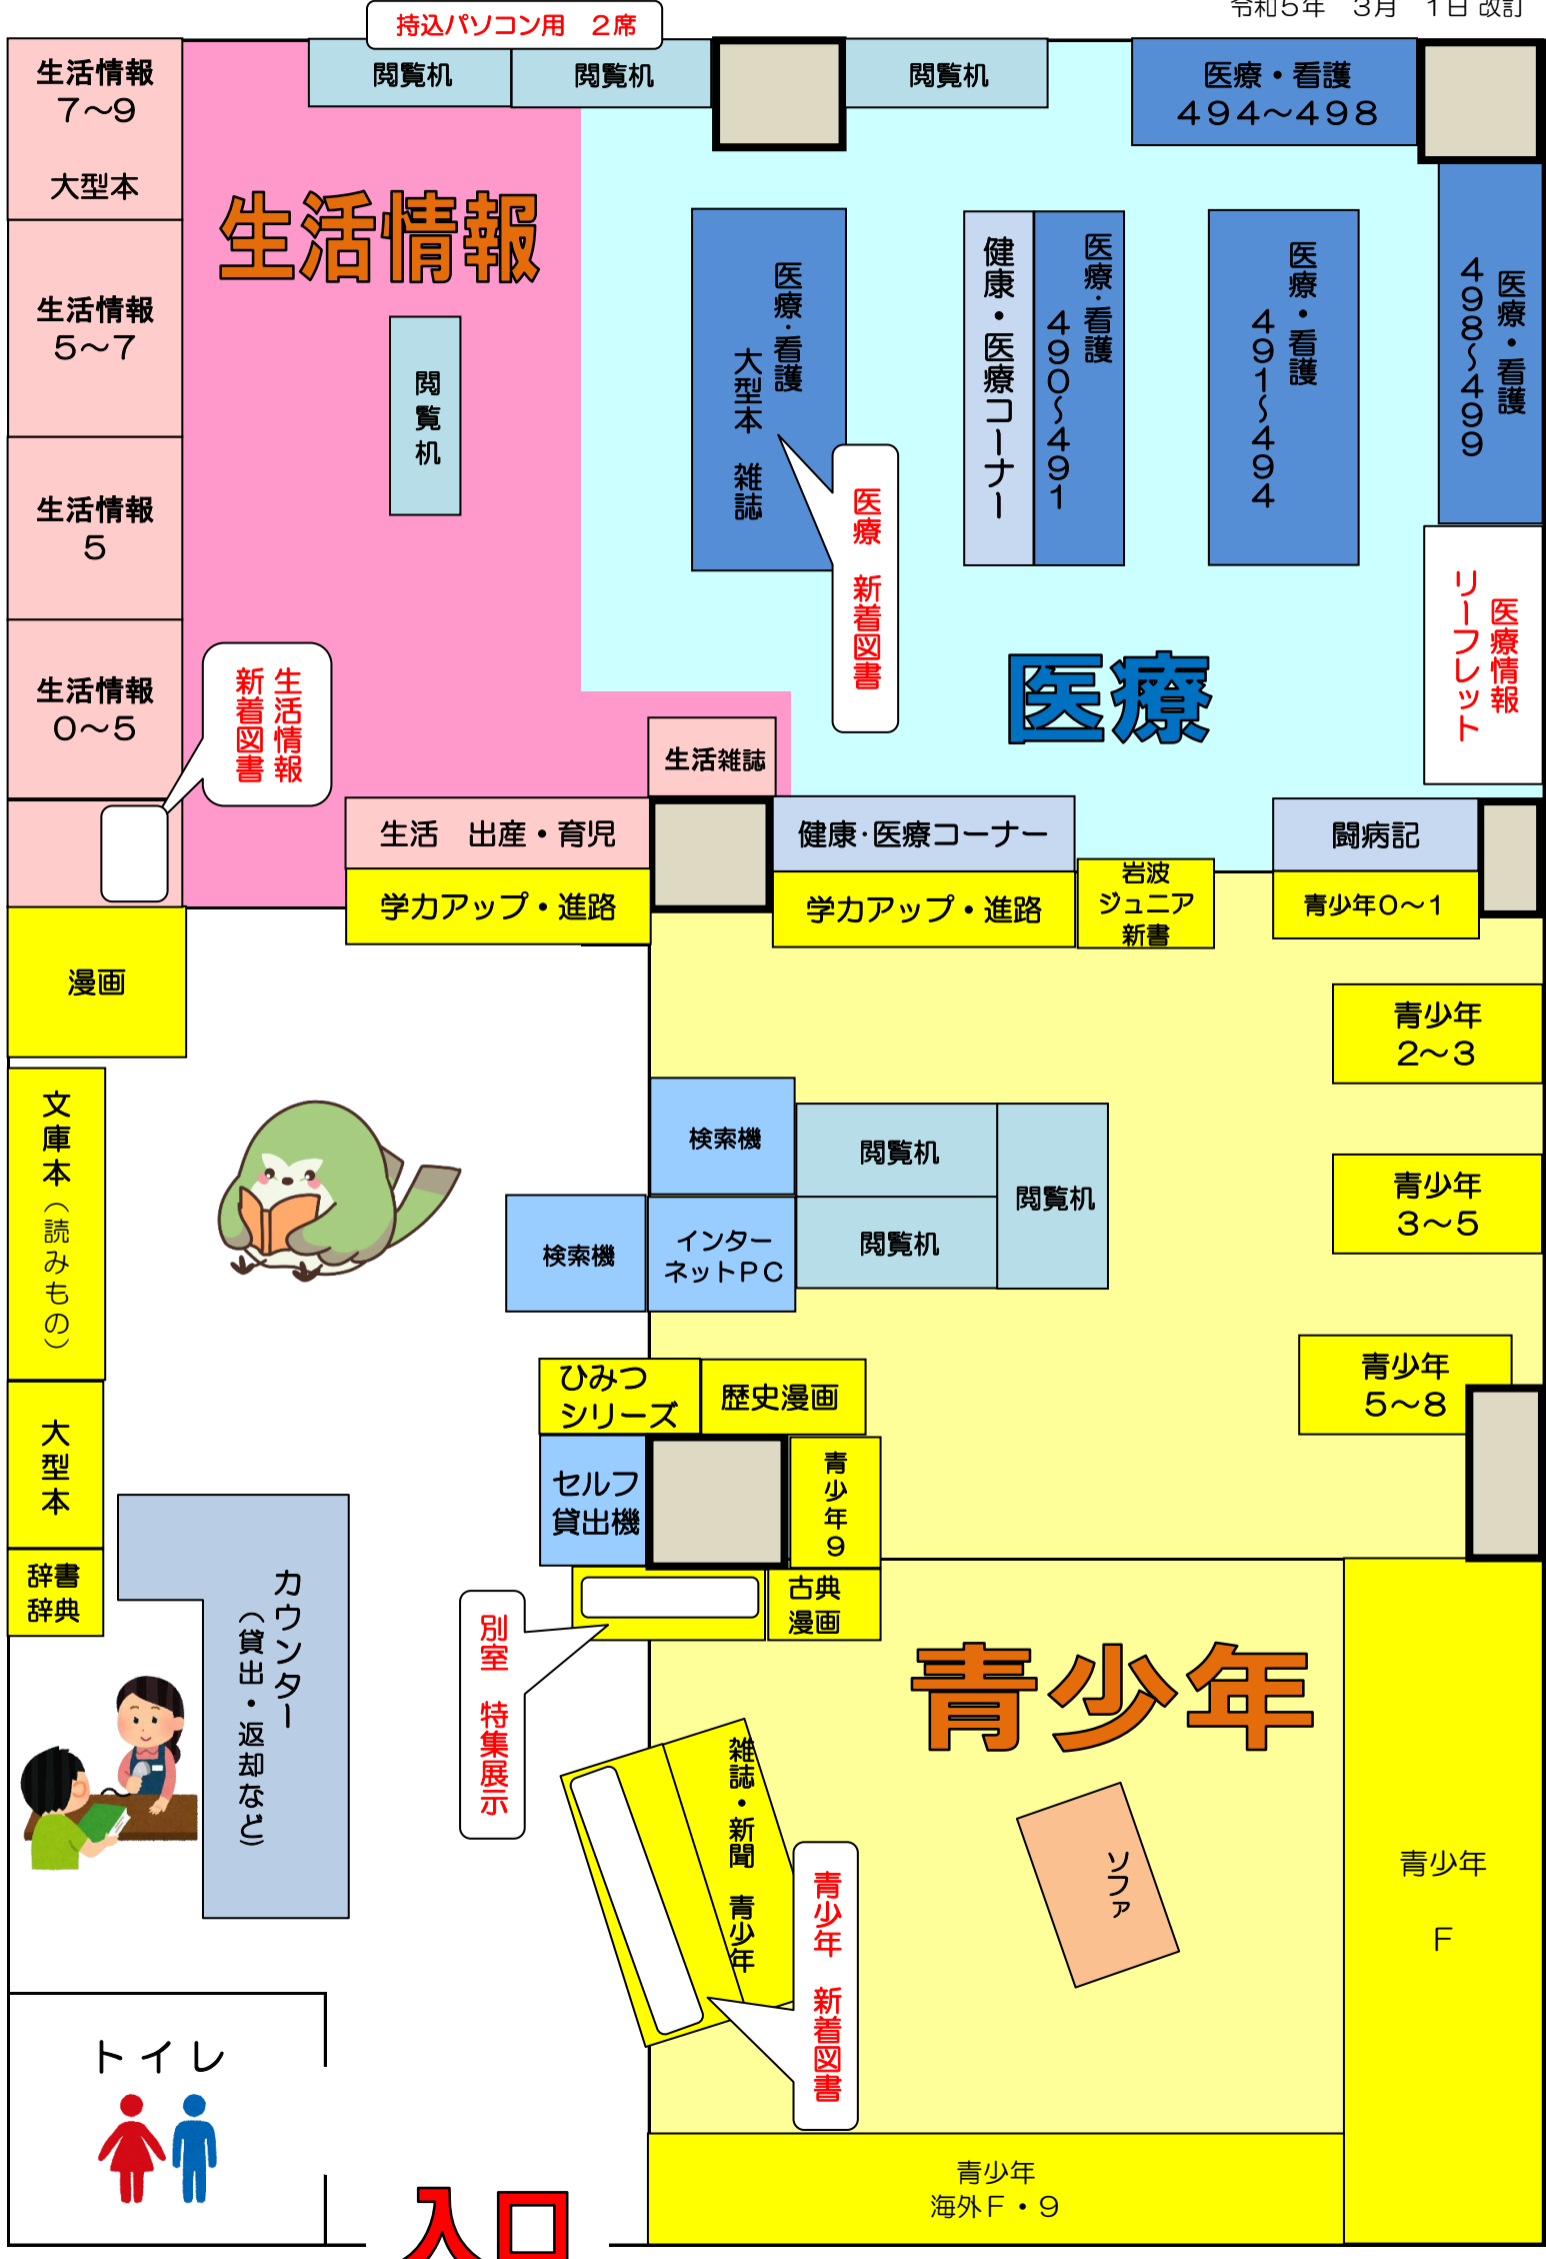 令和５年　３月　１日 改訂
持込パソコン用　２席
生活情報
７～９
大型本
閲覧机
閲覧机
閲覧机
医療・看護
４９４～４９８
生活情報
生活情報
５～７
閲覧机
医療・看護
大型本　雑誌
健康・医療コーナー
医療・看護
４９０～４９１
医療・看護
４９１～４９４
医療・看護
４９８～４９９
生活情報
５
医療　新着図書
医療情報
リーフレット
生活情報
０～５
生活情報
新着図書
医療
生活雑誌
生活　出産・育児
健康・医療コーナー
闘病記
学力アップ・進路
学力アップ・進路
岩波
ジュニア
新書
青少年０～１
漫画
青少年
２～３
文庫本（読みもの）
検索機
閲覧机
閲覧机
青少年
３～５
検索機
インター
ネットＰＣ
閲覧机
ひみつ
シリーズ
歴史漫画
青少年
５～８
大型本
セルフ
貸出機
青少年９
辞書
辞典
カウンター
（貸出・返却など）
古典
漫画
別室　特集展示
青少年
雑誌・新聞　青少年
ソファ
青少年　新着図書
青少年
Ｆ
トイレ
青少年
海外Ｆ・９
入口